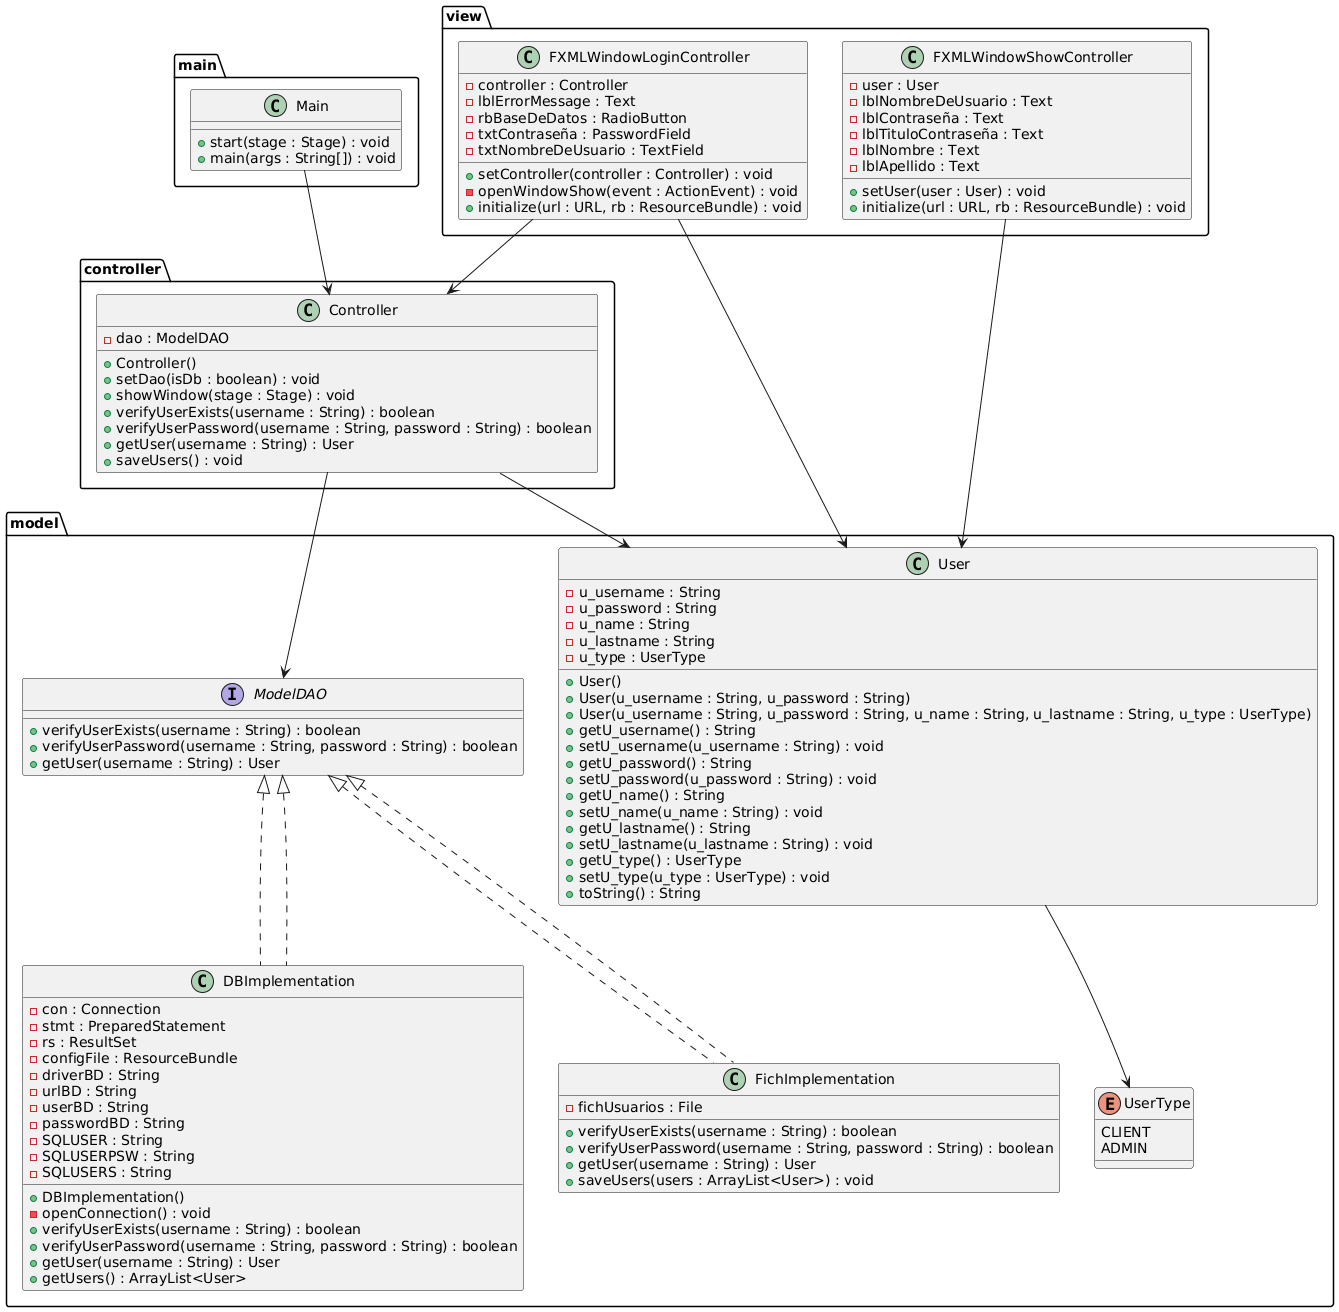 view
C FXMLWindowLoginController
controller : Controller
lblErrorMessage : Text
rbBaseDeDatos : RadioButton
txtContraseña : PasswordField
txtNombreDeUsuario : TextField
setController(controller : Controller) : void
openWindowShow(event : ActionEvent) : void
initialize(url : URL, rb : ResourceBundle) : void
C FXMLWindowShowController
user : User
lblNombreDeUsuario : Text
lblContraseña : Text
lblTituloContraseña : Text
lblNombre : Text
lblApellido : Text
setUser(user : User) : void
initialize(url : URL, rb : ResourceBundle) : void
main
C Main
start(stage : Stage) : void
main(args : String[]) : void
controller
C Controller
dao : ModelDAO
Controller()
setDao(isDb : boolean) : void
showWindow(stage : Stage) : void
verifyUserExists(username : String) : boolean
verifyUserPassword(username : String, password : String) : boolean
getUser(username : String) : User
saveUsers() : void
model
C User
u_username : String
u_password : String
u_name : String
u_lastname : String
u_type : UserType
User()
User(u_username : String, u_password : String)
User(u_username : String, u_password : String, u_name : String, u_lastname : String, u_type : UserType)
getU_username() : String
setU_username(u_username : String) : void
getU_password() : String
setU_password(u_password : String) : void
getU_name() : String
setU_name(u_name : String) : void
getU_lastname() : String
setU_lastname(u_lastname : String) : void
getU_type() : UserType
setU_type(u_type : UserType) : void
toString() : String
I ModelDAO
verifyUserExists(username : String) : boolean
verifyUserPassword(username : String, password : String) : boolean
getUser(username : String) : User
C DBImplementation
con : Connection
stmt : PreparedStatement
rs : ResultSet
configFile : ResourceBundle
driverBD : String
urlBD : String
userBD : String
passwordBD : String
SQLUSER : String
SQLUSERPSW : String
SQLUSERS : String
DBImplementation()
openConnection() : void
verifyUserExists(username : String) : boolean
verifyUserPassword(username : String, password : String) : boolean
getUser(username : String) : User
getUsers() : ArrayList<User>
C FichImplementation
fichUsuarios : File
verifyUserExists(username : String) : boolean
verifyUserPassword(username : String, password : String) : boolean
getUser(username : String) : User
saveUsers(users : ArrayList<User>) : void
E UserType
CLIENT
ADMIN